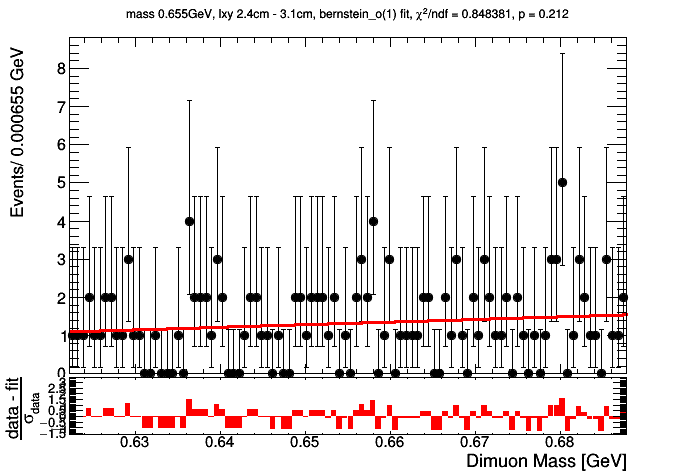 mass 0.655GeV, lxy 2.4cm - 3.1cm, bernstein_o(1) fit, χ²/ndf = 0.848381, p = 0.212
Events/ 0.000655 GeV
8
7
6
5
4
3
2
1
0
data - fit
σdata
0.63 0.64 0.65 0.66 0.67 0.68
Dimuon Mass [GeV]